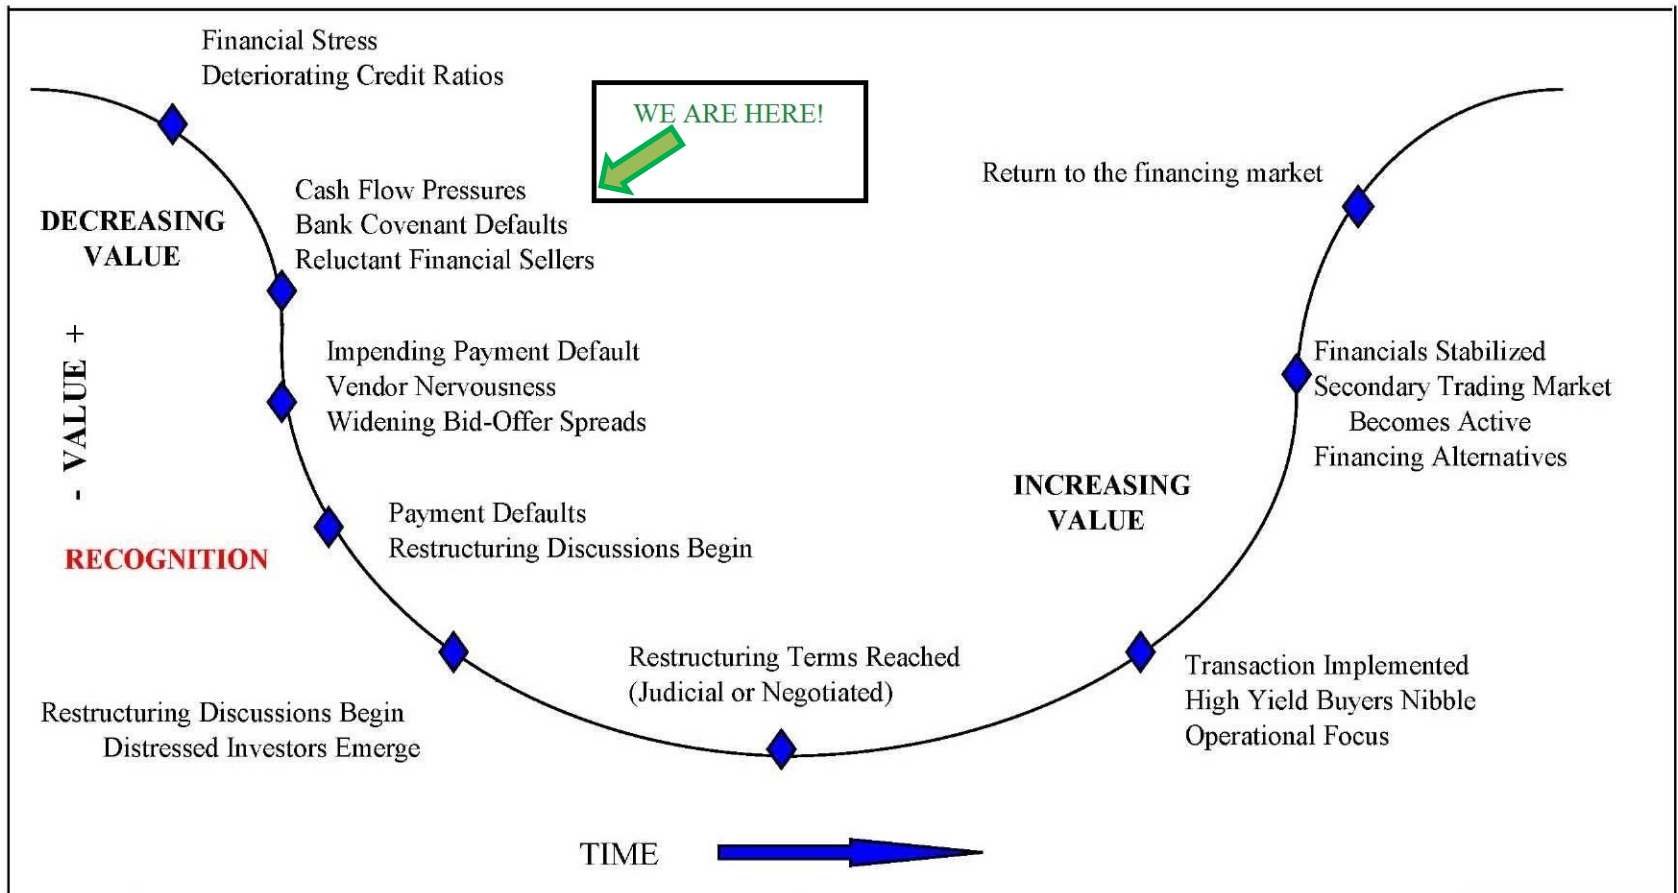 Financial Stress
Deteriorating Credit Ratios
WE ARE HERE!
Cash Flow Pressures
Bank Covenant Defaults
Reluctant Financial Sellers
DECREASING
VALUE
Return to the financing market
- VALUE +
Impending Payment Default
Vendor Nervousness
Widening Bid-Offer Spreads
Financials Stabilized
Secondary Trading Market
Becomes Active
Financing Alternatives
INCREASING
VALUE
Payment Defaults
Restructuring Discussions Begin
RECOGNITION
Restructuring Terms Reached
(Judicial or Negotiated)
Transaction Implemented
High Yield Buyers Nibble
Operational Focus
Restructuring Discussions Begin
Distressed Investors Emerge
TIME